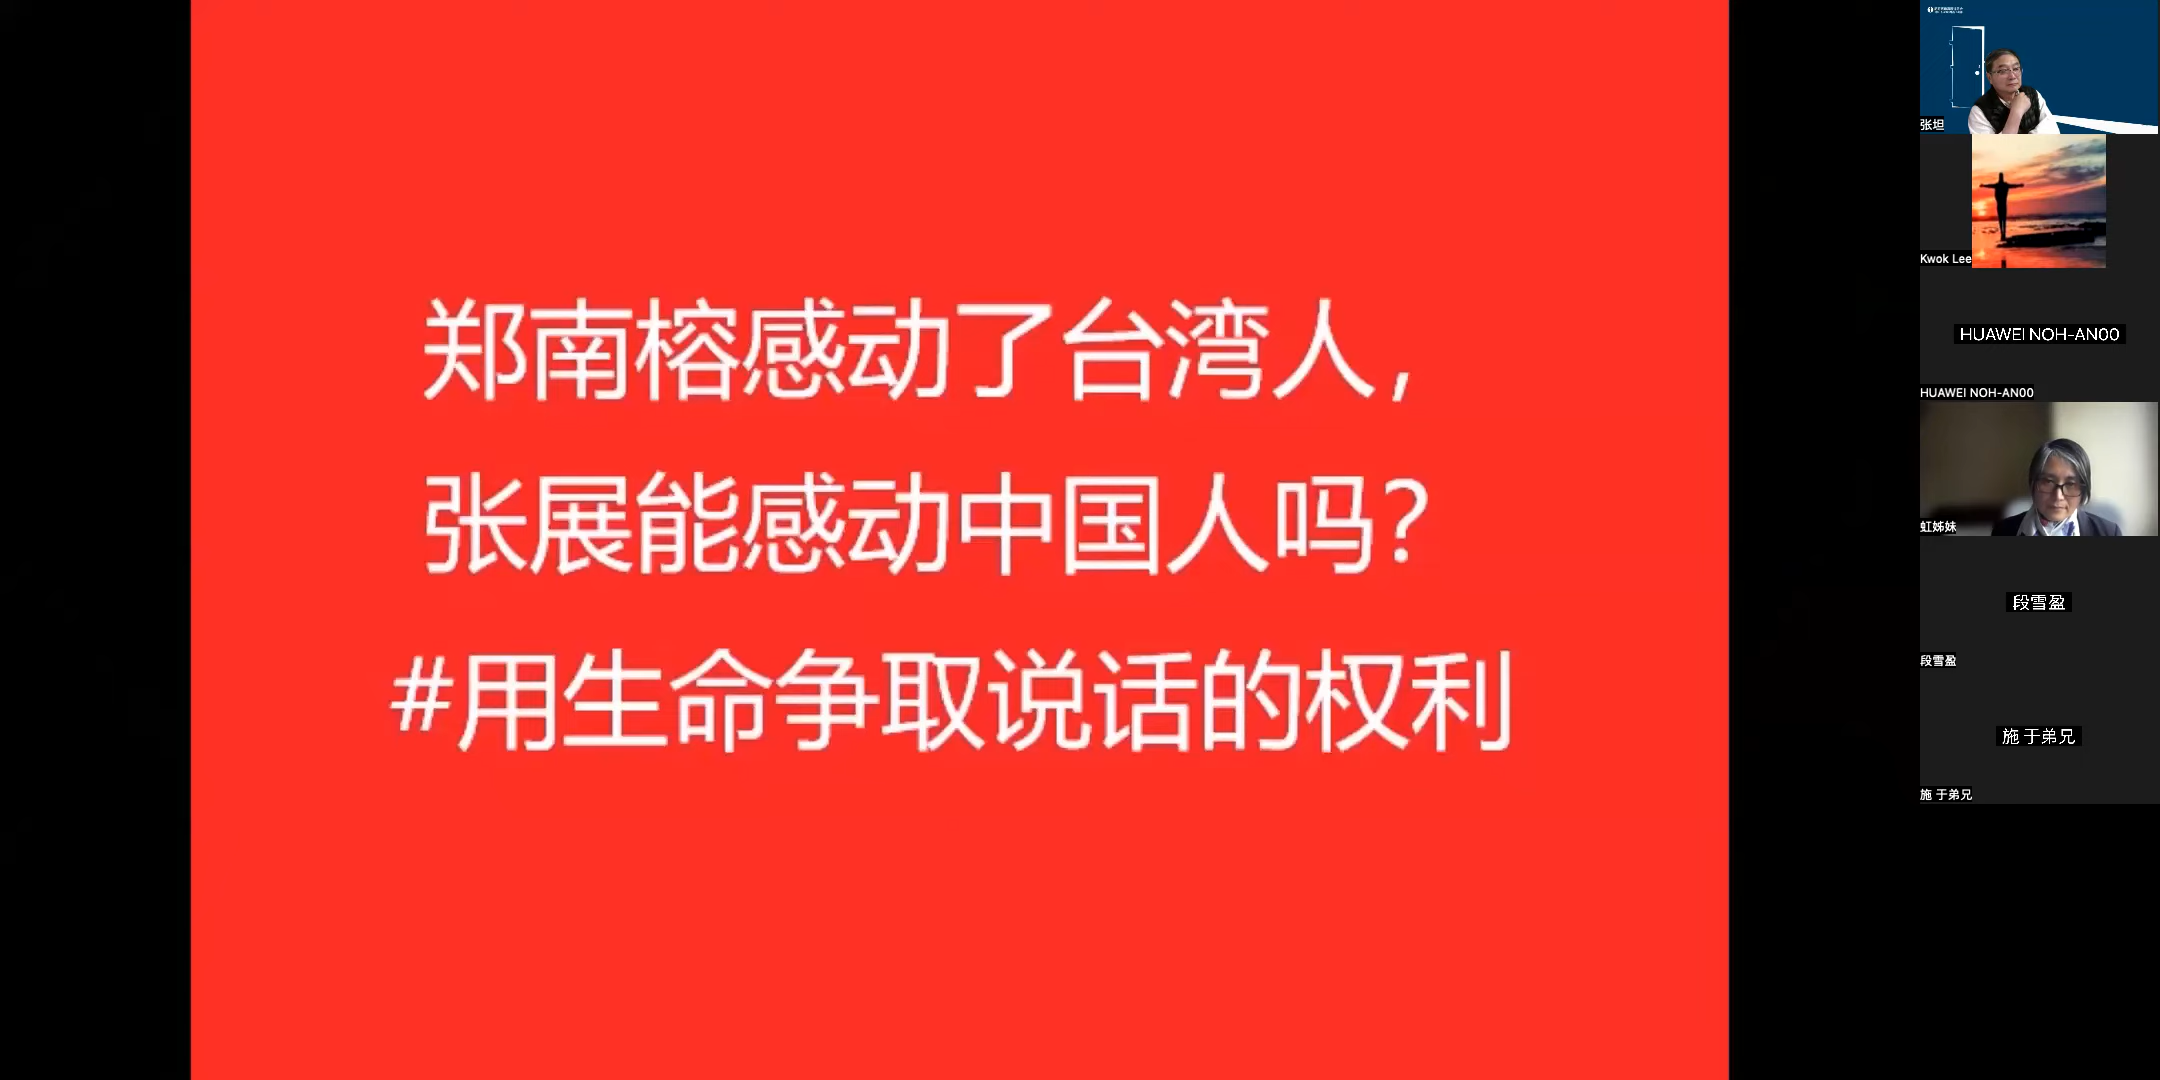 郑南榕感动了台湾人，
张展能感动中国人吗？
#用生命争取说话的权利
张坦
Kwok Lee
HUAWEI NOH-AN00
HUAWEI NOH-AN00
虹姊妹
段雪盈
段雪盈
施 于弟兄
施 于弟兄